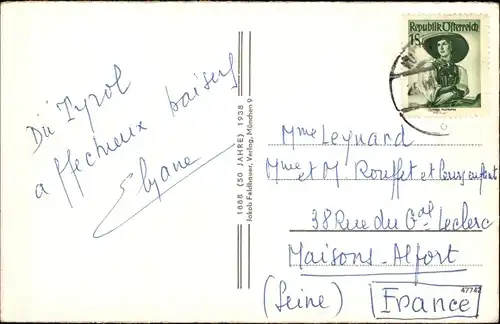 Du Tyrol
affectueux baisers
Elyane
1888 (50 JAHRE) 1938
Jakob Feldbauer, Verlag, München 9
Republik Österreich
1S
Mme Leynard
Mme et M Rouffet et leurs enfants
38 Rue du Gal Leclerc
Maisons-Alfort
(Seine) France
47742